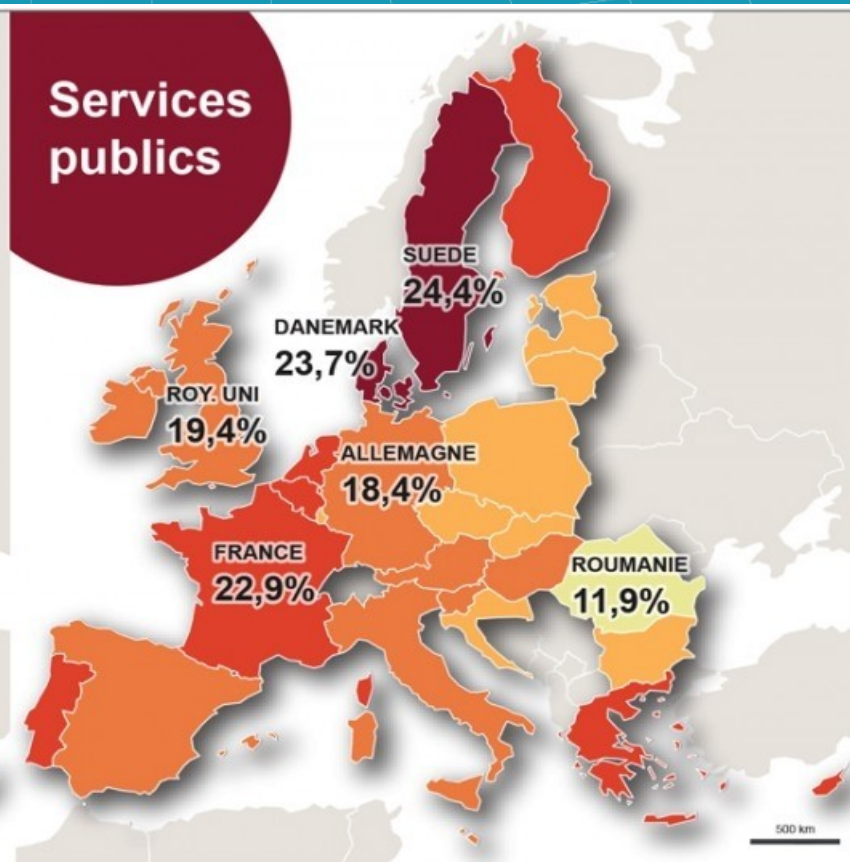 Services
publics
SUEDE
24,4%
DANEMARK
23,7%
ROY. UNI
19,4%
ALLEMAGNE
18,4%
FRANCE
22,9%
ROUMANIE
11,9%
500 km